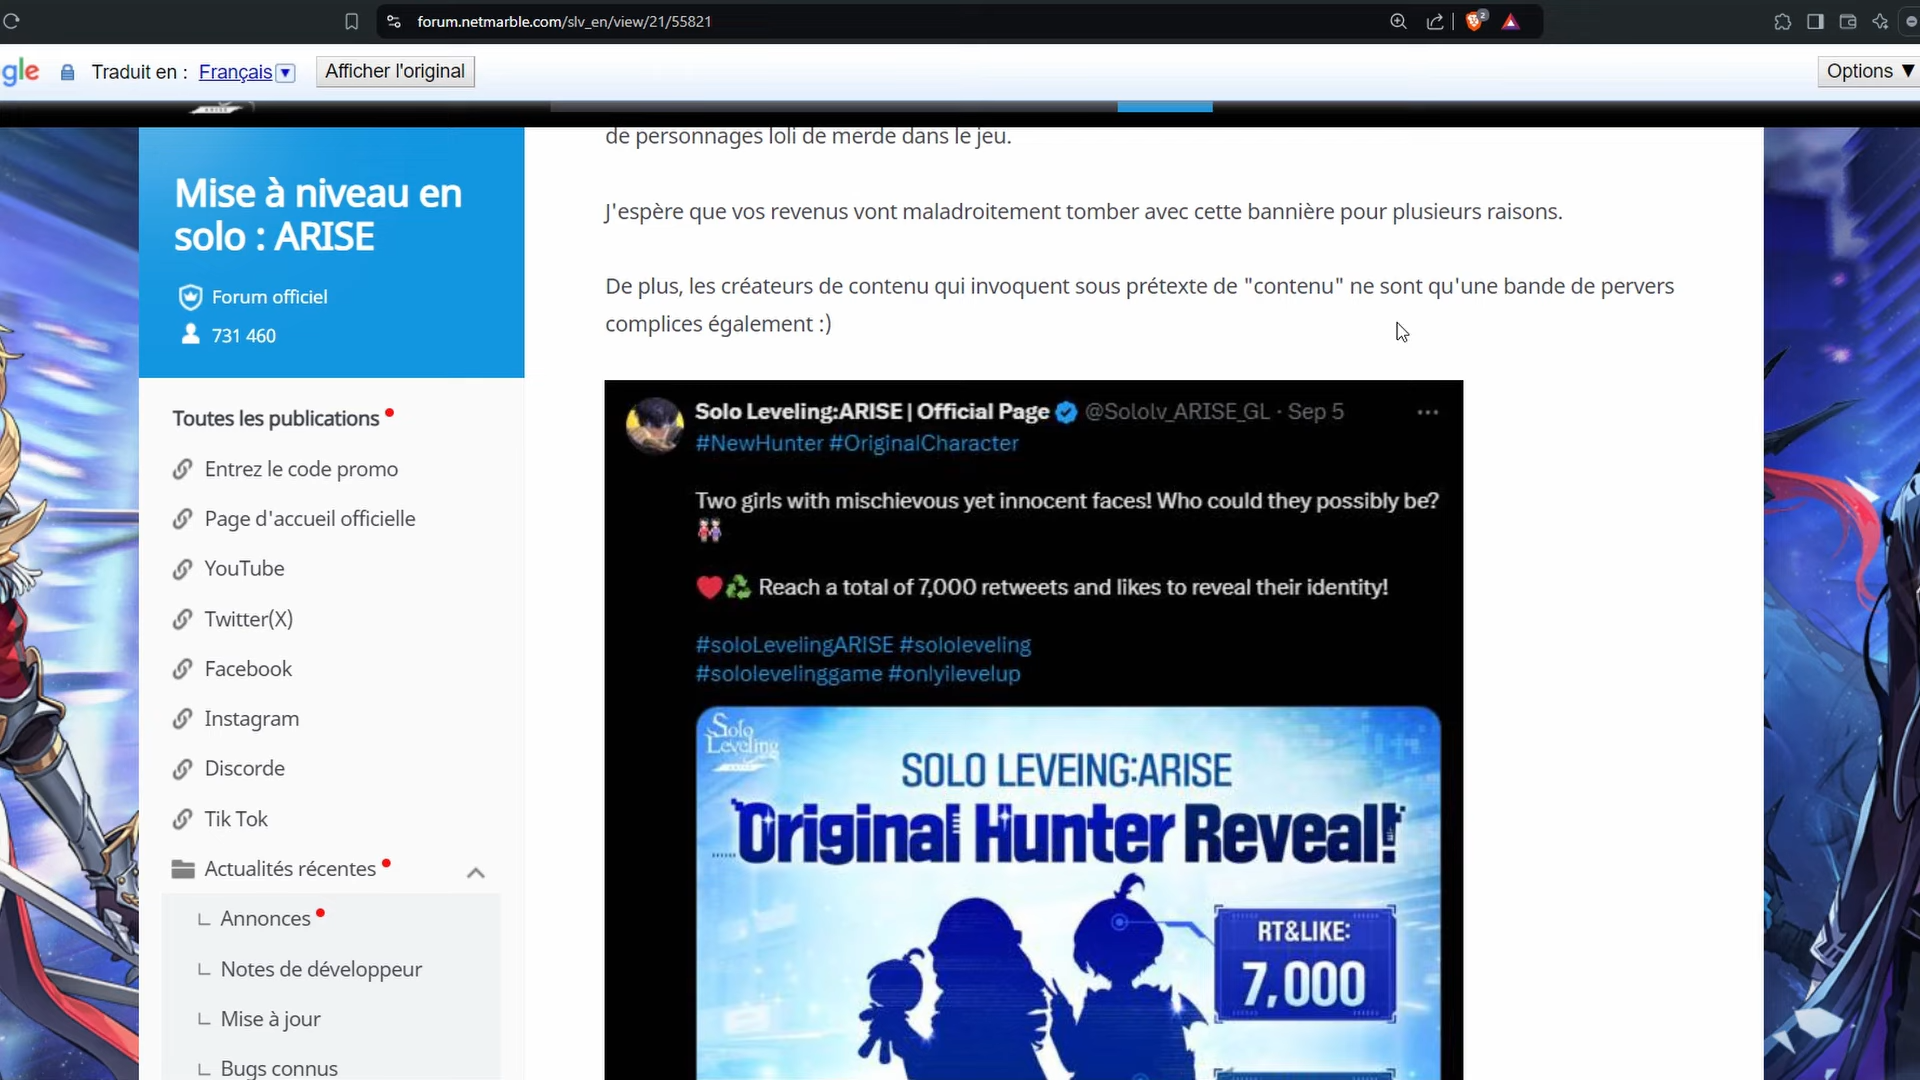 forum.netmarble.com/slv_en/view/21/55821
2
gle
Traduit en :
Français
Afficher l'original
Options ▼
ARISE
de personnages loli de merde dans le jeu.
Mise à niveau en
solo : ARISE
Forum officiel
731 460
J'espère que vos revenus vont maladroitement tomber avec cette bannière pour plusieurs raisons.
De plus, les créateurs de contenu qui invoquent sous prétexte de "contenu" ne sont qu'une bande de pervers
complices également :)
Toutes les publications
Entrez le code promo
Page d'accueil officielle
YouTube
Twitter(X)
Facebook
Instagram
Discorde
Tik Tok
Actualités récentes
Annonces
Notes de développeur
Mise à jour
Bugs connus
Solo Leveling:ARISE | Official Page @Sololv_ARISE_GL · Sep 5
#NewHunter #OriginalCharacter
Two girls with mischievous yet innocent faces! Who could they possibly be?
Reach a total of 7,000 retweets and likes to reveal their identity!
#soloLevelingARISE #sololeveling
#sololevelinggame #onlyilevelup
Solo
Leveling
SOLO LEVEING:ARISE
Original Hunter Reveal!
RT&LIKE:
7,000